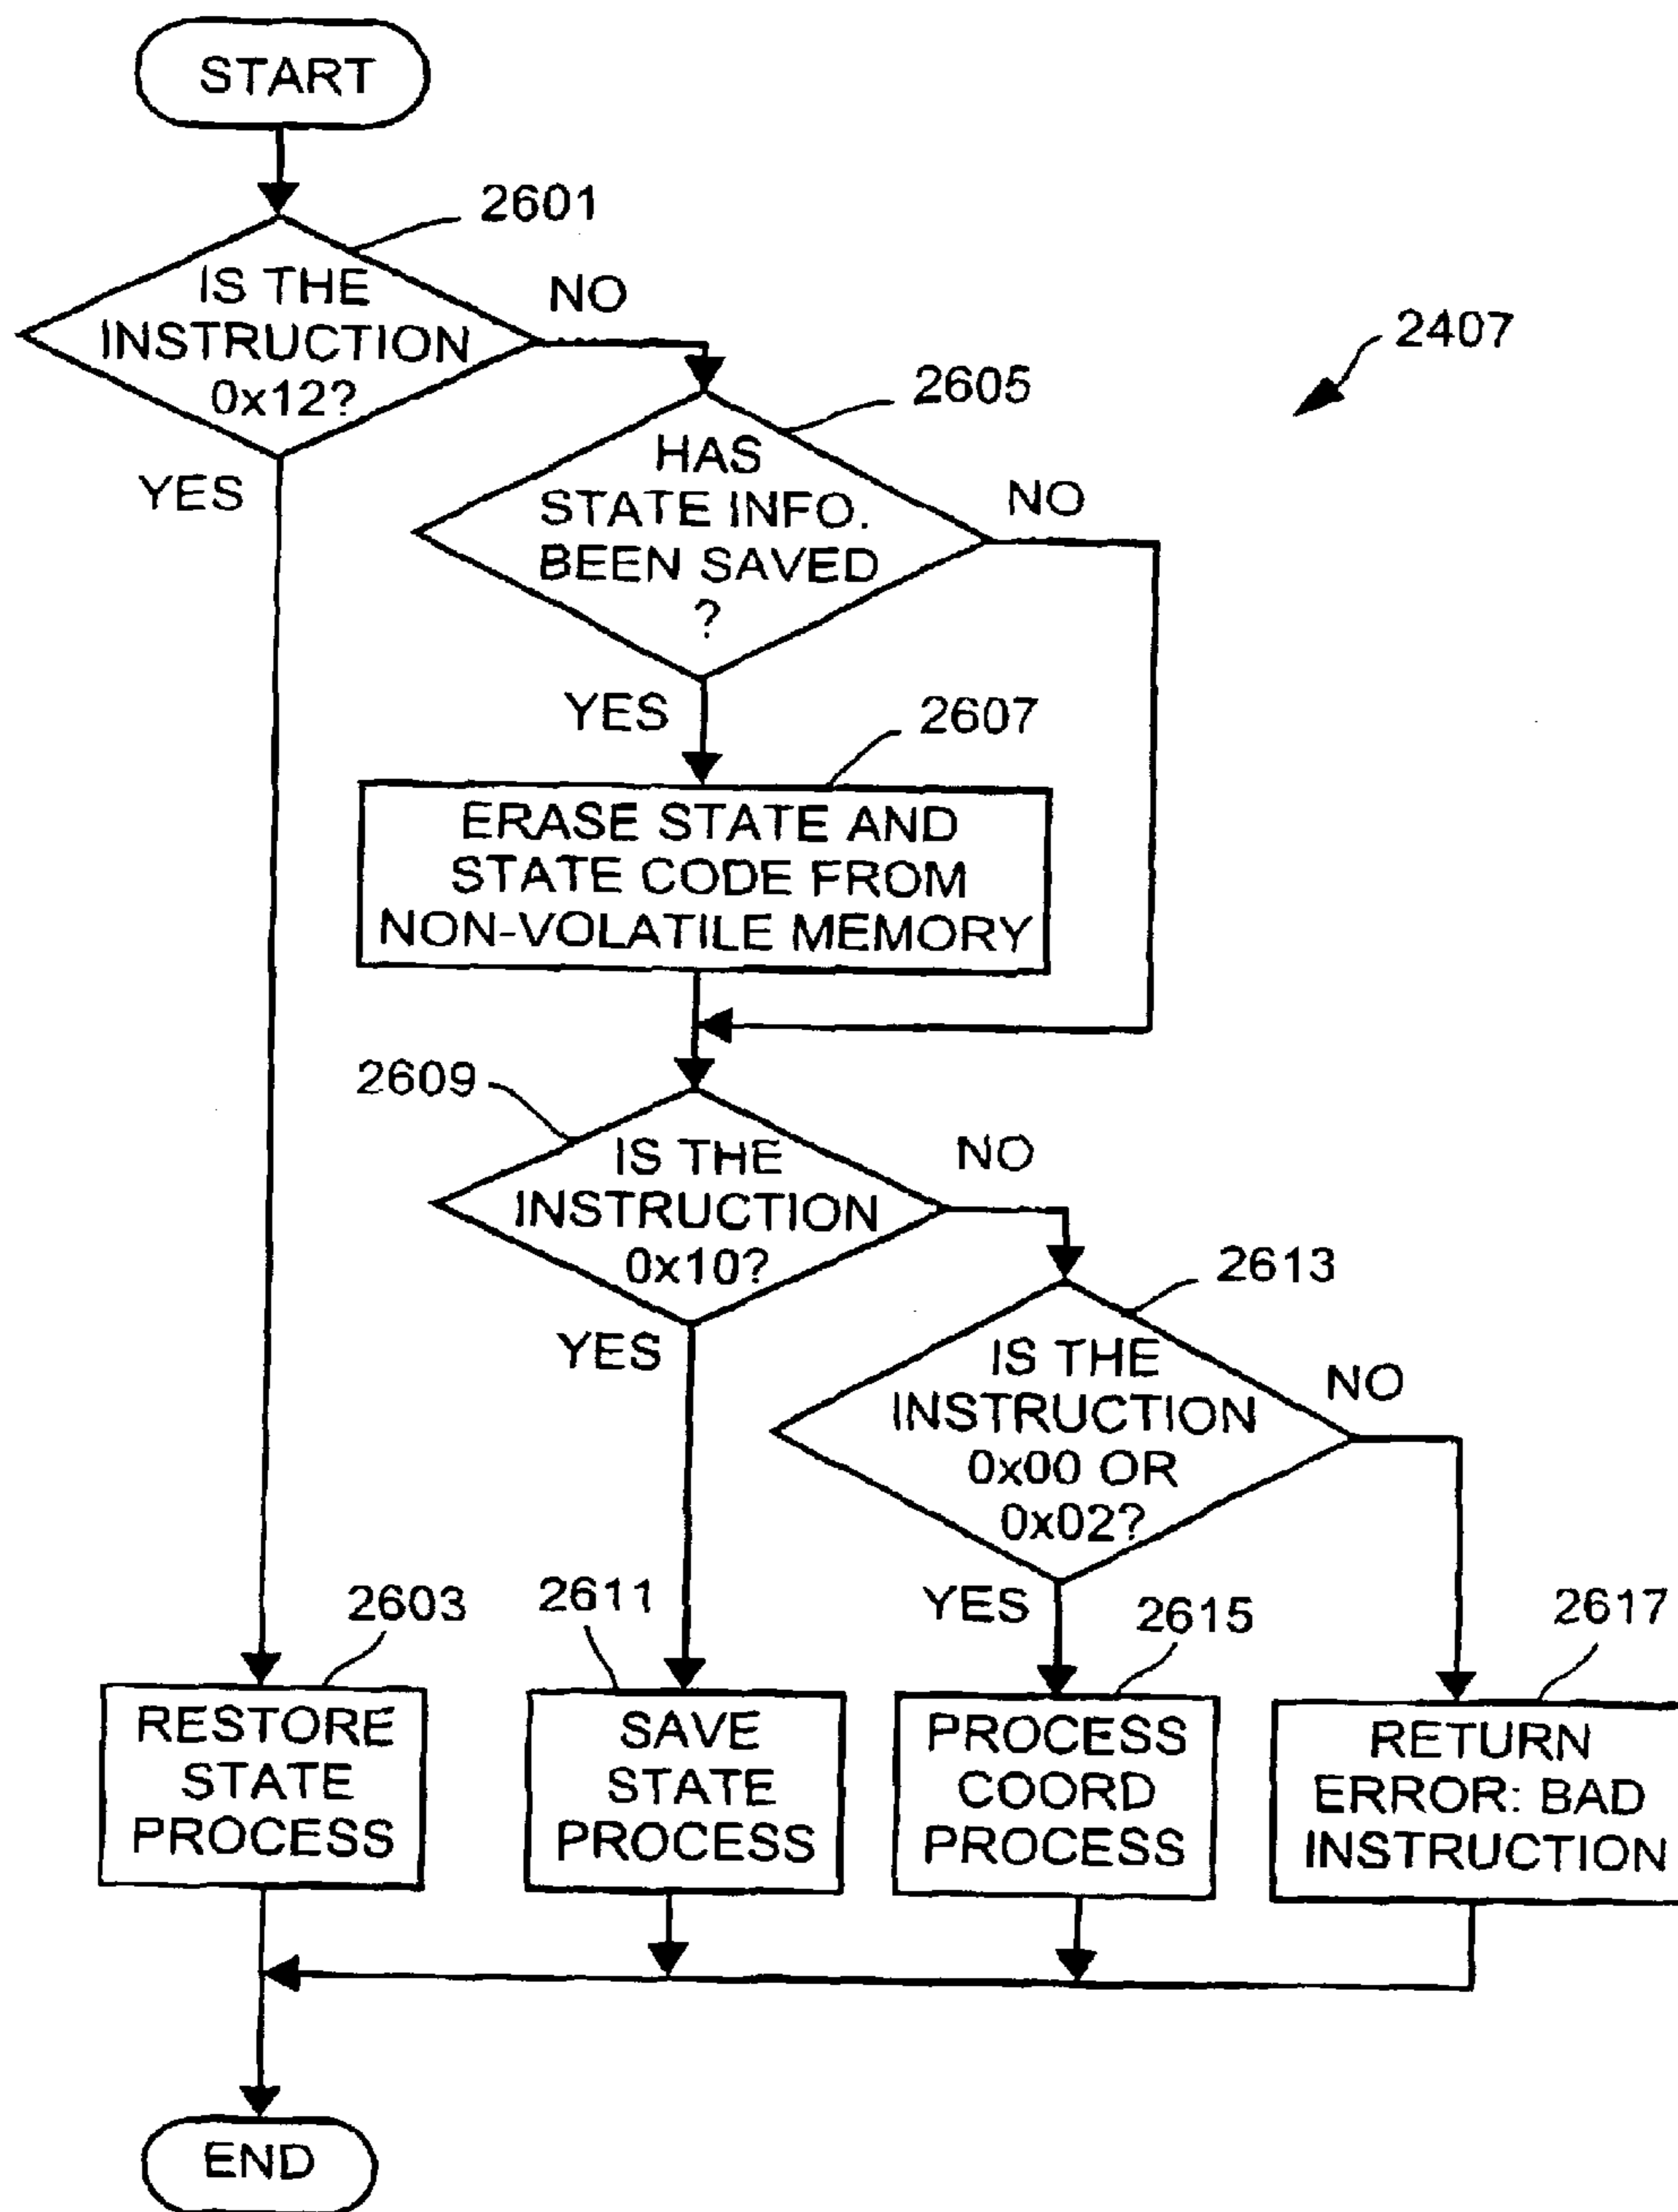 START
2601
IS THE
INSTRUCTION
0x12?
NO
YES
2407
2605
HAS
STATE INFO.
BEEN SAVED
?
NO
YES
2607
ERASE STATE AND
STATE CODE FROM
NON-VOLATILE MEMORY
2609
IS THE
INSTRUCTION
0x10?
NO
YES
2613
IS THE
INSTRUCTION
0x00 OR
0x02?
NO
YES
2603
RESTORE
STATE
PROCESS
2611
SAVE
STATE
PROCESS
2615
PROCESS
COORD
PROCESS
2617
RETURN
ERROR: BAD
INSTRUCTION
END